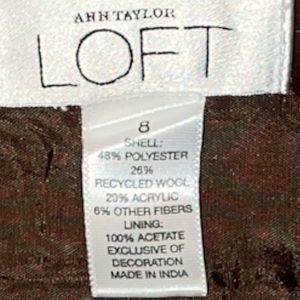 ANN TAYLOR
LOFT
8
SHELL:
48% POLYESTER
26%
RECYCLED WOOL
20% ACRYLIC
6% OTHER FIBERS
LINING:
100% ACETATE
EXCLUSIVE OF
DECORATION
MADE IN INDIA